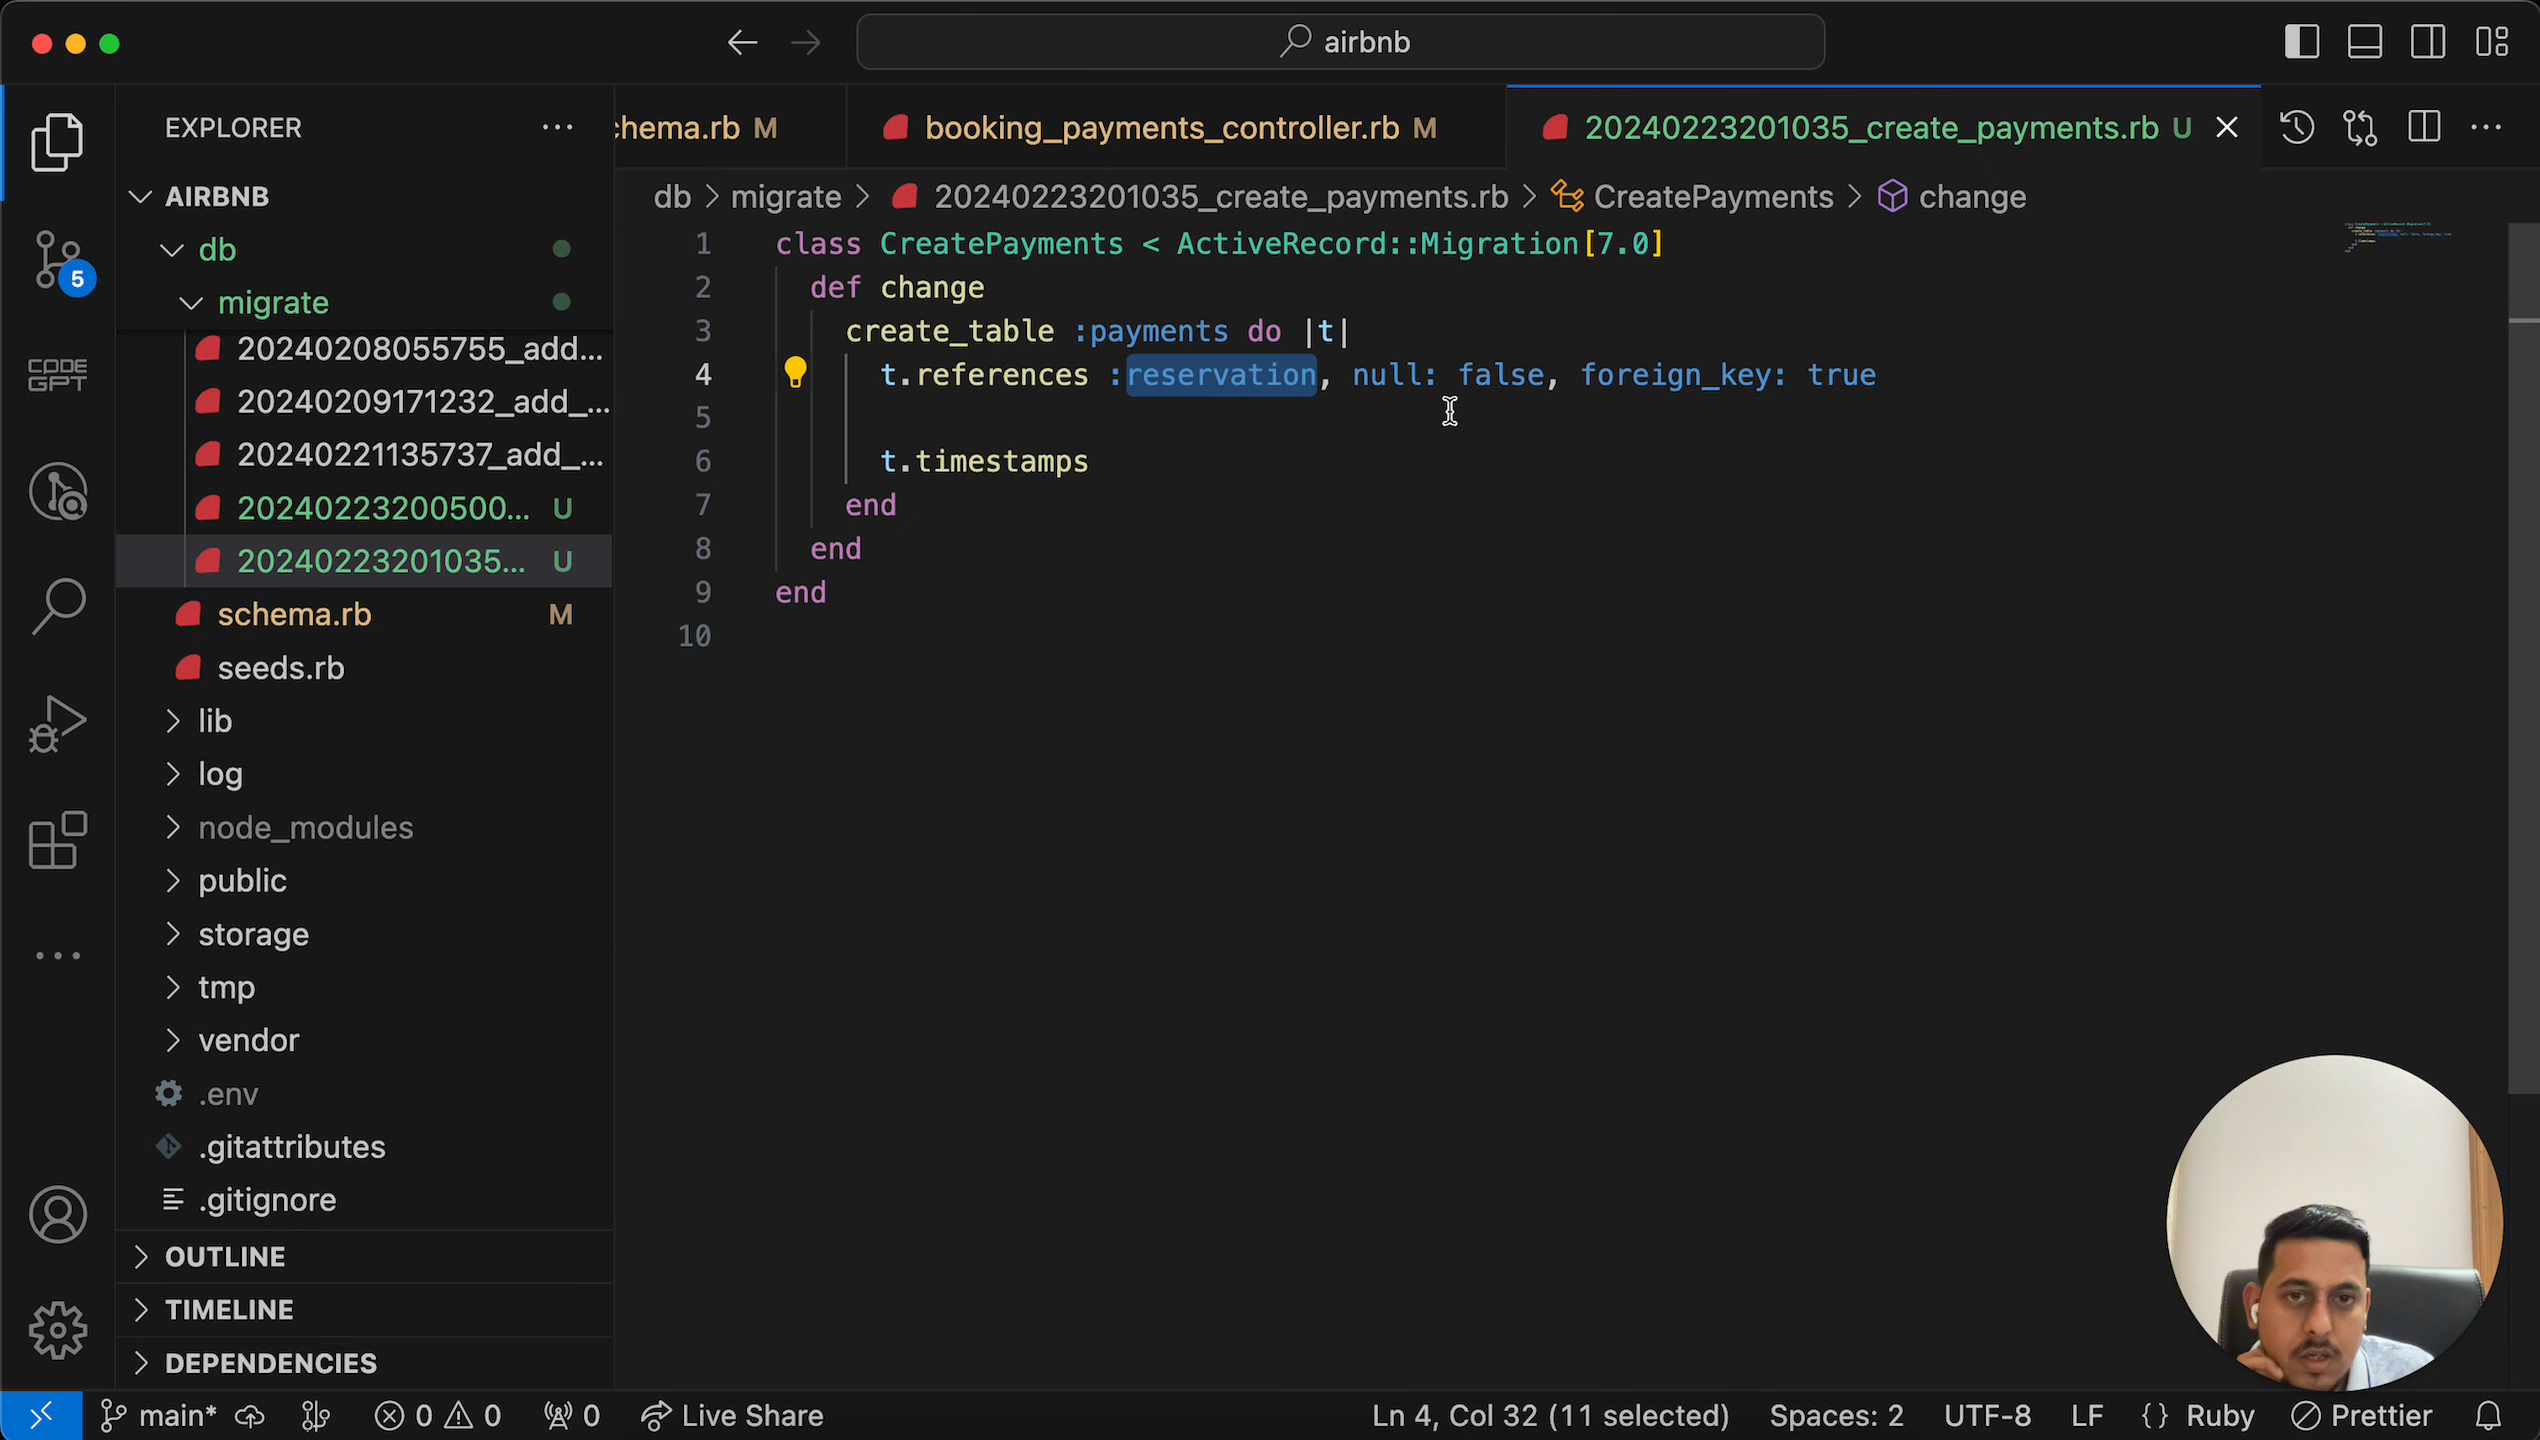 airbnb
EXPLORER
AIRBNB
db
migrate
20240208055755_add...
20240209171232_add_...
20240221135737_add_...
20240223200500... U
20240223201035... U
schema.rb M
seeds.rb
lib
log
node_modules
public
storage
tmp
vendor
.env
.gitattributes
.gitignore
OUTLINE
TIMELINE
DEPENDENCIES
5
CODE
GPT
chema.rb M
booking_payments_controller.rb M
20240223201035_create_payments.rb U
db > migrate > 20240223201035_create_payments.rb > CreatePayments > change
1 class CreatePayments < ActiveRecord::Migration[7.0]
2 def change
3 create_table :payments do |t|
4 t.references :reservation, null: false, foreign_key: true
5
6 t.timestamps
7 end
8 end
9 end
10
main* 0 0 0 Live Share Ln 4, Col 32 (11 selected) Spaces: 2 UTF-8 LF {} Ruby Prettier